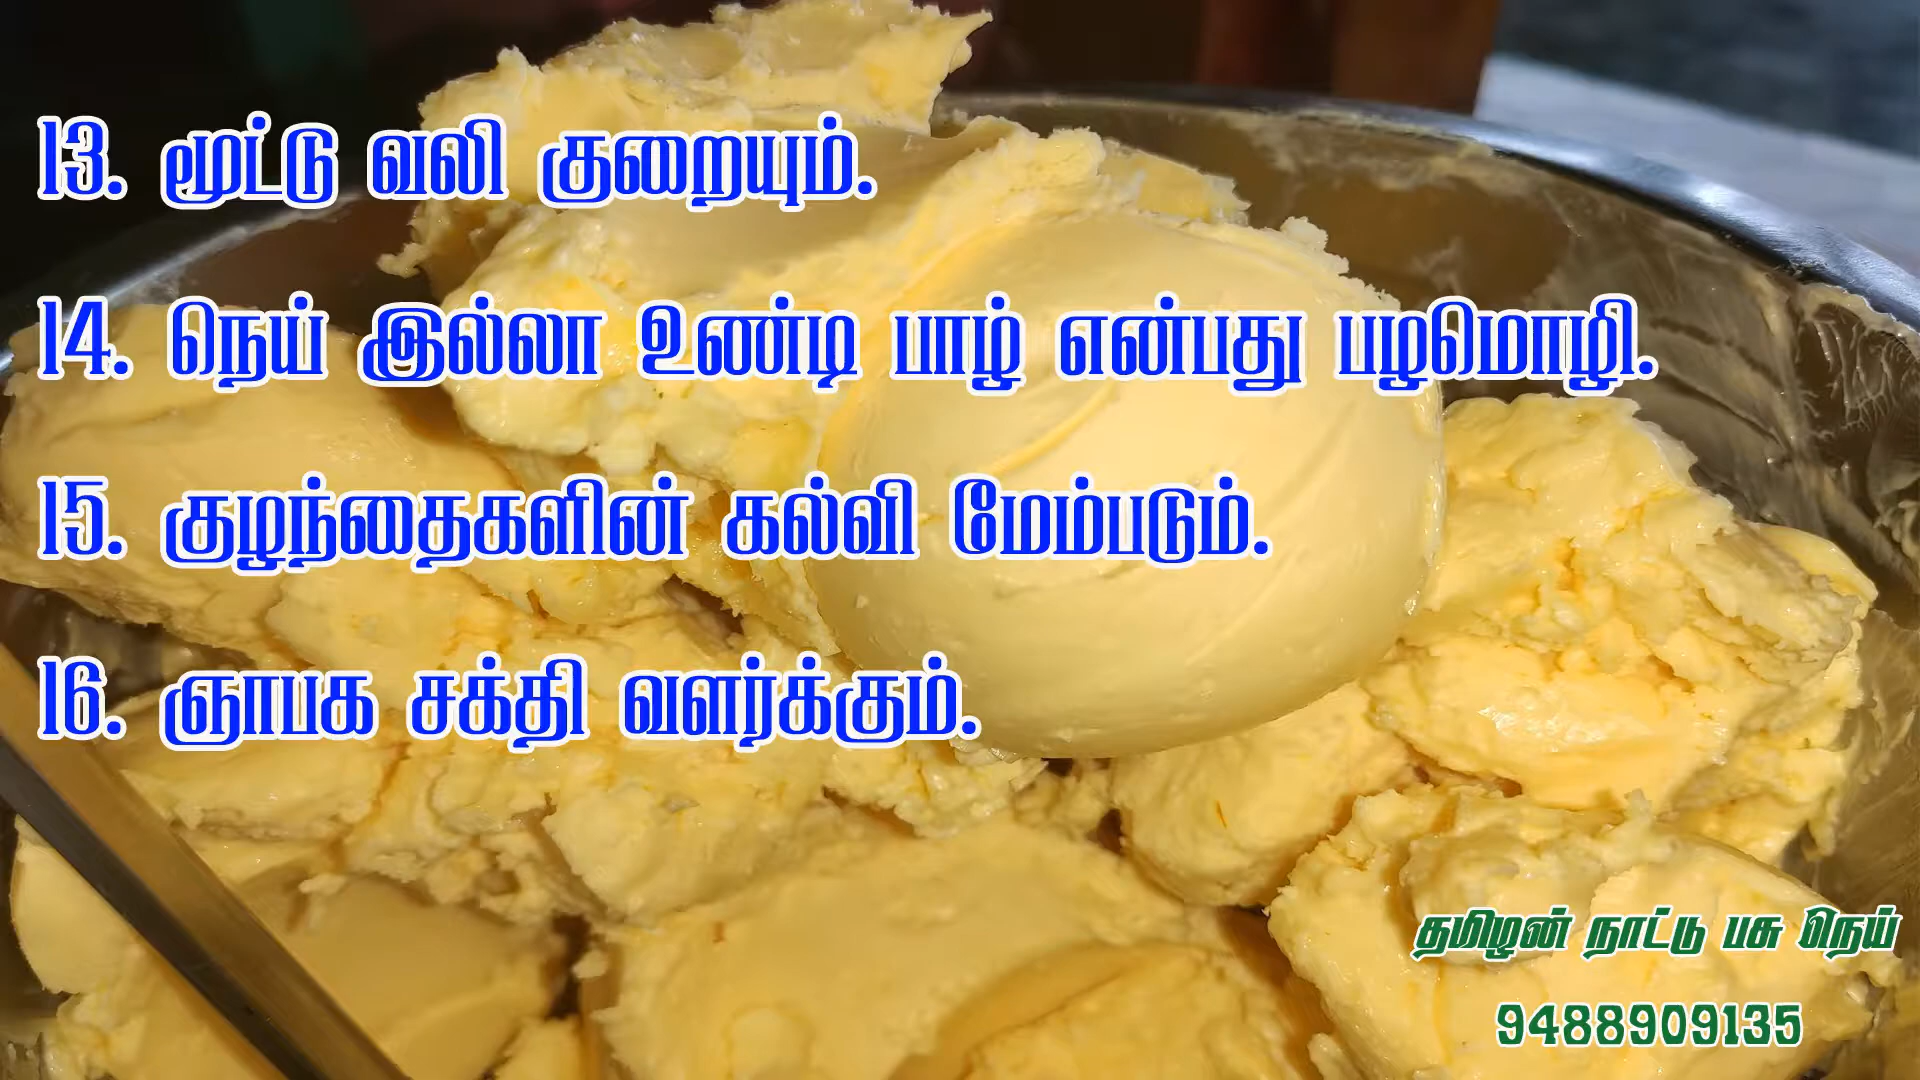 13. மூட்டு வலி குறையும்.
14. நெய் இல்லா உண்டி பாழ் என்பது பழமொழி.
15. குழந்தைகளின் கல்வி மேம்படும்.
16. ஞாபக சக்தி வளர்க்கும்.
தமிழன் நாட்டு பசு நெய்
9488909135